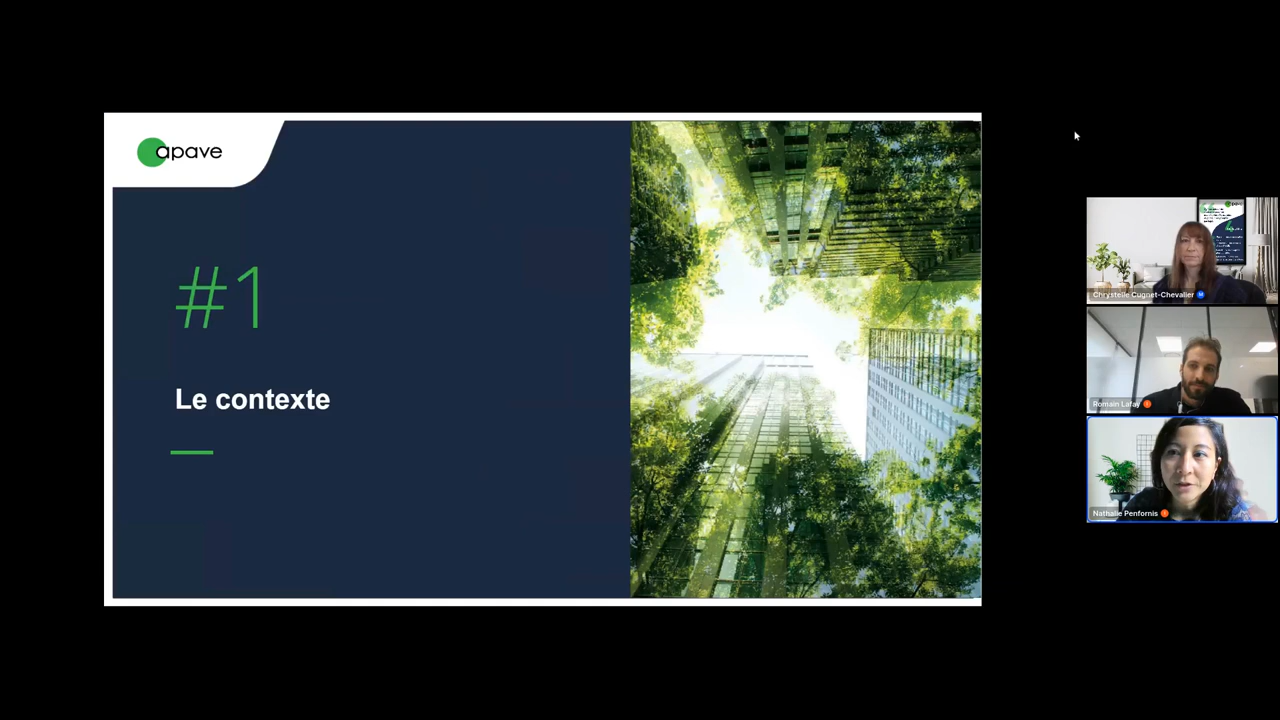 apave
#1
Le contexte
Chrystelle Cugnet-Chevalier
Romain Lafay
Nathalie Penfornis